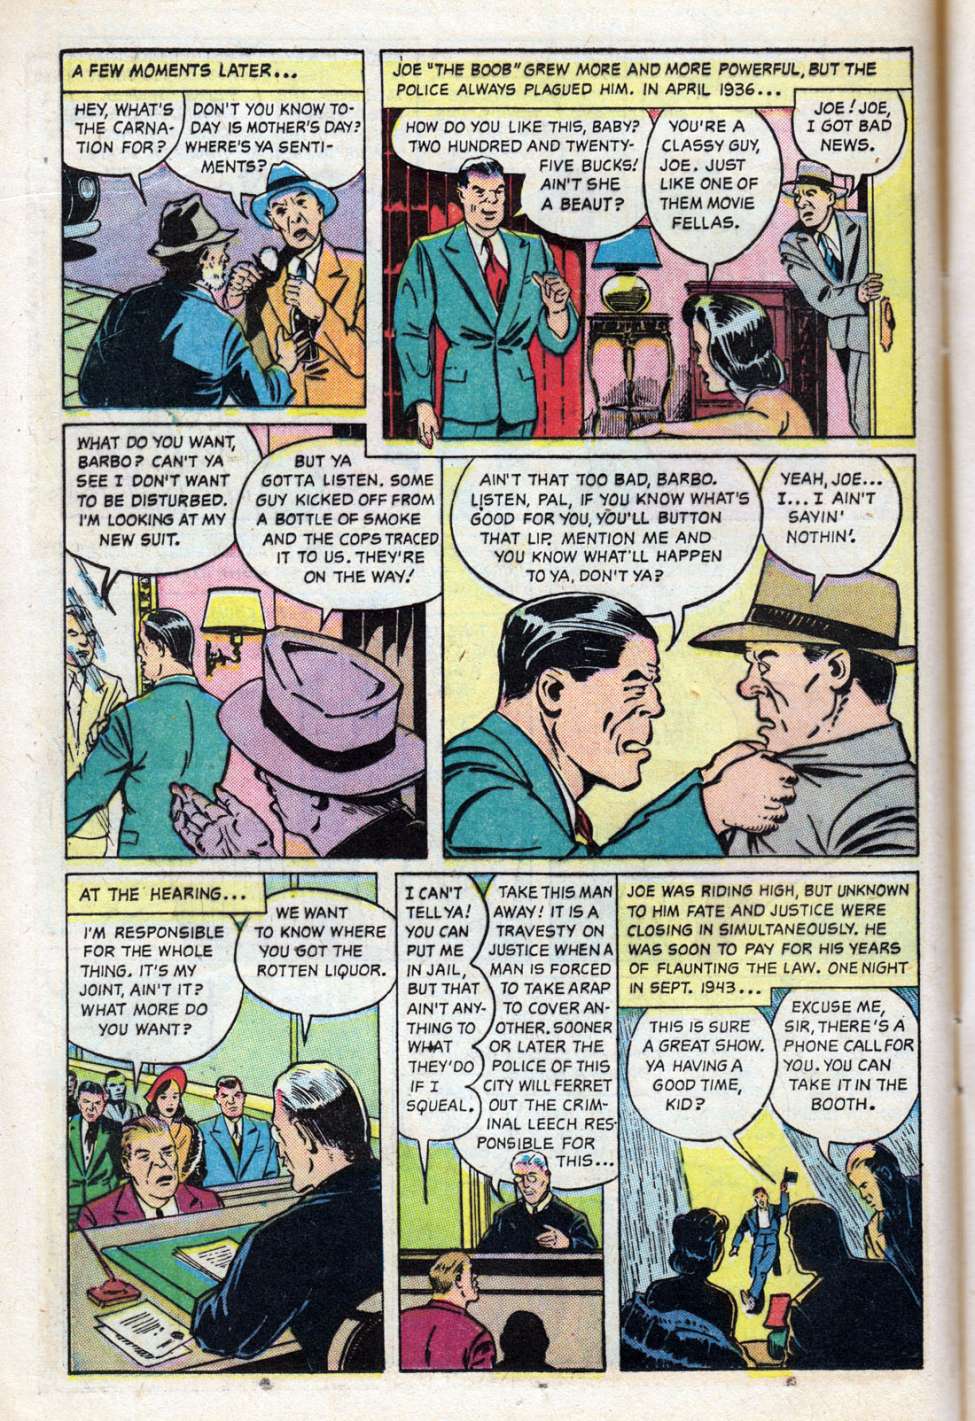 A FEW MOMENTS LATER...
HEY, WHAT'S
THE CARNA-
TION FOR?
DON'T YOU KNOW TO-
DAY IS MOTHER'S DAY?
WHERE'S YA SENTI-
MENTS?
JOE "THE BOOB" GREW MORE AND MORE POWERFUL, BUT THE
POLICE ALWAYS PLAGUED HIM. IN APRIL 1936...
HOW DO YOU LIKE THIS, BABY?
TWO HUNDRED AND TWENTY-
FIVE BUCKS!
AIN'T SHE
A BEAUT?
YOU'RE A
CLASSY GUY,
JOE. JUST
LIKE ONE OF
THEM MOVIE
FELLAS.
JOE! JOE,
I GOT BAD
NEWS.
WHAT DO YOU WANT,
BARBO? CAN'T YA
SEE I DON'T WANT
TO BE DISTURBED.
I'M LOOKING AT MY
NEW SUIT.
BUT YA
GOTTA LISTEN. SOME
GUY KICKED OFF FROM
A BOTTLE OF SMOKE
AND THE COPS TRACED
IT TO US. THEY'RE
ON THE WAY!
AIN'T THAT TOO BAD, BARBO.
LISTEN, PAL, IF YOU KNOW WHAT'S
GOOD FOR YOU, YOU'LL BUTTON
THAT LIP. MENTION ME AND
YOU KNOW WHAT'LL HAPPEN
TO YA, DON'T YA?
YEAH, JOE...
I... I AIN'T
SAYIN'
NOTHIN'.
AT THE HEARING...
I'M RESPONSIBLE
FOR THE WHOLE
THING. IT'S MY
JOINT, AIN'T IT?
WHAT MORE DO
YOU WANT?
WE WANT
TO KNOW WHERE
YOU GOT THE
ROTTEN LIQUOR.
I CAN'T
TELL YA!
YOU CAN
PUT ME
IN JAIL,
BUT THAT
AIN'T ANY-
THING TO
WHAT
THEY'DO
IF I
SQUEAL.
TAKE THIS MAN
AWAY! IT IS A
TRAVESTY ON
JUSTICE WHEN A
MAN IS FORCED
TO TAKE A RAP
TO COVER AN-
OTHER. SOONER
OR LATER THE
POLICE OF THIS
CITY WILL FERRET
OUT THE CRIM-
INAL LEECH RES-
PONSIBLE FOR
THIS...
JOE WAS RIDING HIGH, BUT UNKNOWN
TO HIM FATE AND JUSTICE WERE
CLOSING IN SIMULTANEOUSLY. HE
WAS SOON TO PAY FOR HIS YEARS
OF FLAUNTING THE LAW. ONE NIGHT
IN SEPT. 1943...
THIS IS SURE
A GREAT SHOW.
YA HAVING A
GOOD TIME,
KID?
EXCUSE ME,
SIR, THERE'S A
PHONE CALL FOR
YOU. YOU CAN
TAKE IT IN THE
BOOTH.